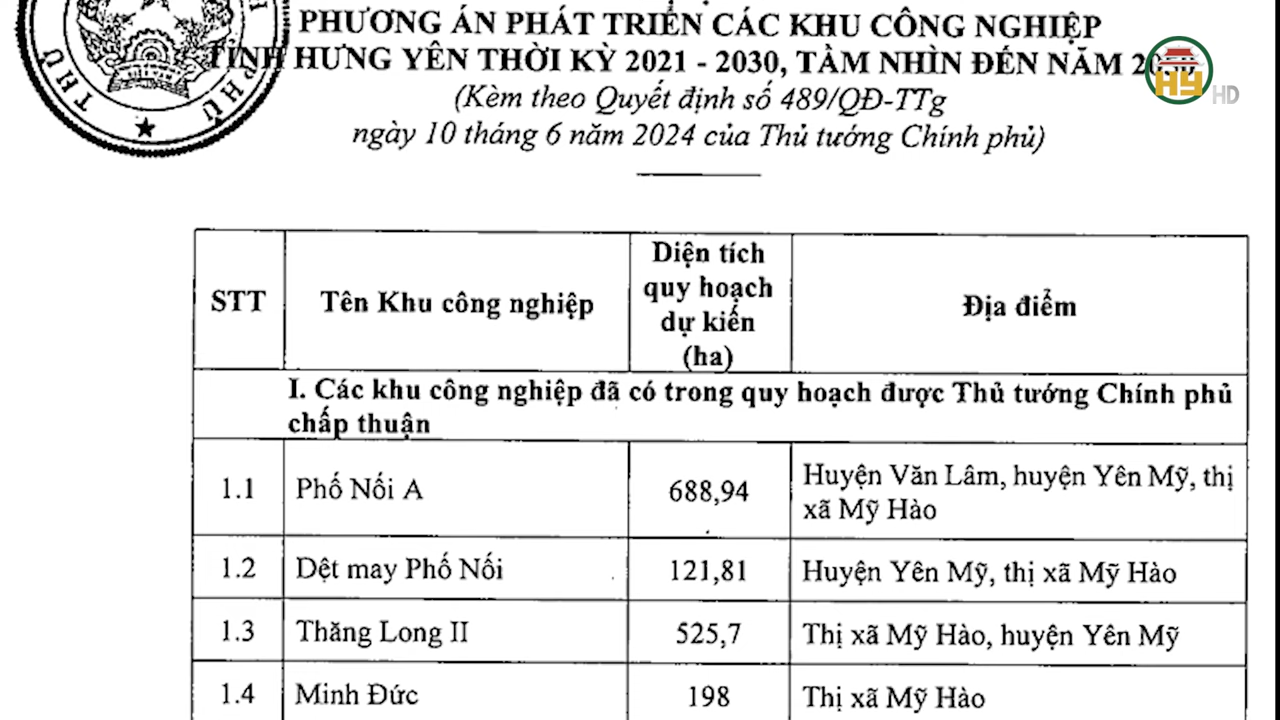 PHƯƠNG ÁN PHÁT TRIỂN CÁC KHU CÔNG NGHIỆP
TỈNH HƯNG YÊN THỜI KỲ 2021 - 2030, TẦM NHÌN ĐẾN NĂM
(Kèm theo Quyết định số 489/QĐ-TTg
ngày 10 tháng 6 năm 2024 của Thủ tướng Chính phủ)
HY HD
THỦ
PHỦ
STT
Tên Khu công nghiệp
Diện tích
quy hoạch
dự kiến
(ha)
Địa điểm
I. Các khu công nghiệp đã có trong quy hoạch được Thủ tướng Chính phủ
chấp thuận
1.1 Phố Nối A 688,94 Huyện Văn Lâm, huyện Yên Mỹ, thị
xã Mỹ Hào
1.2 Dệt may Phố Nối 121,81 Huyện Yên Mỹ, thị xã Mỹ Hào
1.3 Thăng Long II 525,7 Thị xã Mỹ Hào, huyện Yên Mỹ
1.4 Minh Đức 198 Thị xã Mỹ Hào